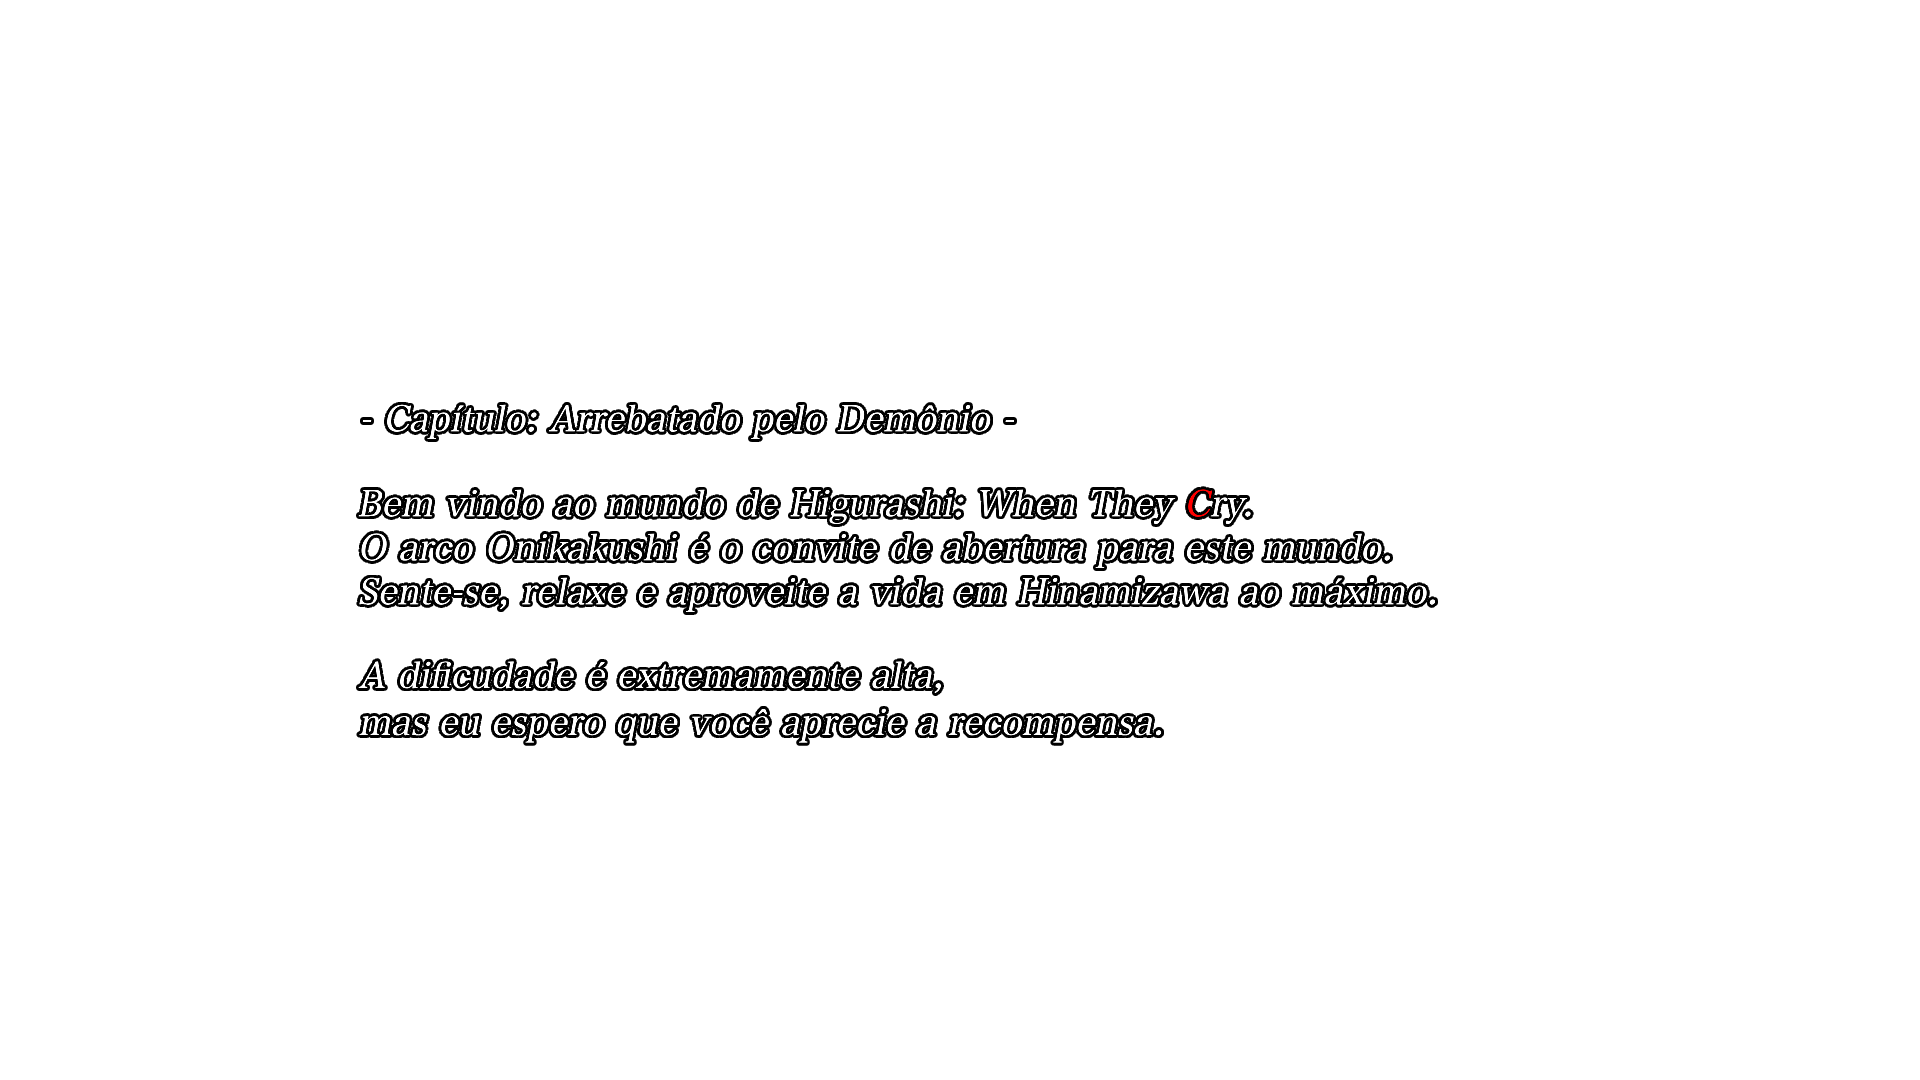 - Capítulo: Arrebatado pelo Demônio -
Bem vindo ao mundo de Higurashi: When They Cry.
O arco Onikakushi é o convite de abertura para este mundo.
Sente-se, relaxe e aproveite a vida em Hinamizawa ao máximo.
A dificudade é extremamente alta,
mas eu espero que você aprecie a recompensa.